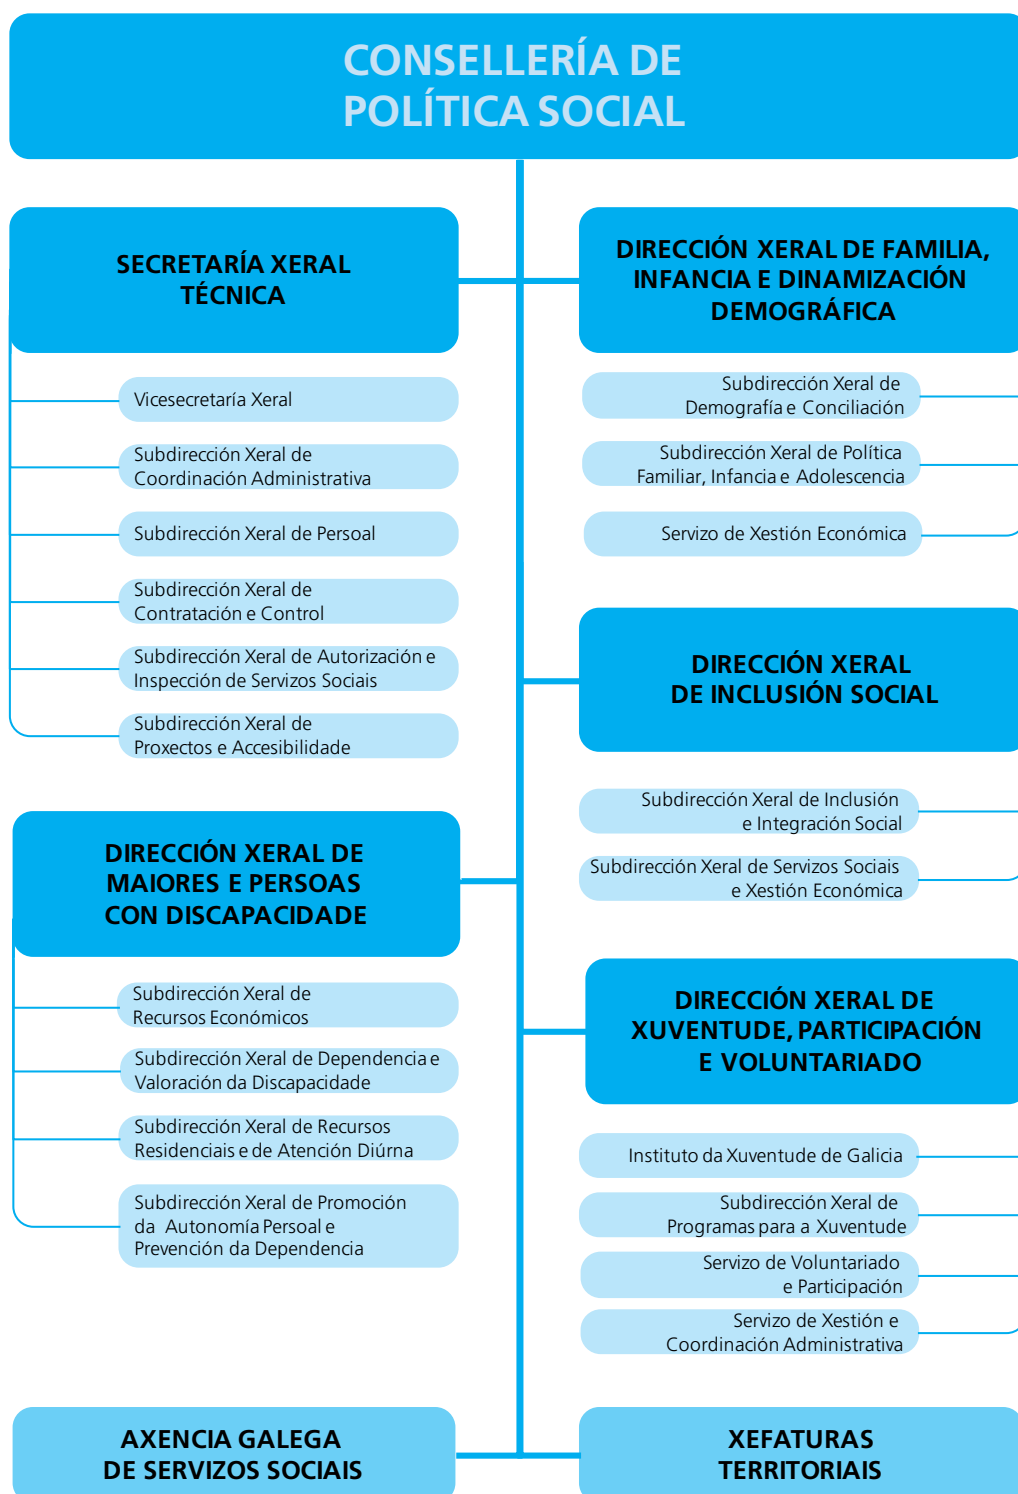 CONSELLERÍA DE
POLÍTICA SOCIAL
SECRETARÍA XERAL
TÉCNICA
Vicesecretaría Xeral
Subdirección Xeral de
Coordinación Administrativa
Subdirección Xeral de Persoal
Subdirección Xeral de
Contratación e Control
Subdirección Xeral de Autorización e
Inspección de Servizos Sociais
Subdirección Xeral de
Proxectos e Accesibilidade
DIRECCIÓN XERAL DE
MAIORES E PERSOAS
CON DISCAPACIDADE
Subdirección Xeral de
Recursos Económicos
Subdirección Xeral de Dependencia e
Valoración da Discapacidade
Subdirección Xeral de Recursos
Residenciais e de Atención Diúrna
Subdirección Xeral de Promoción
da Autonomía Persoal e
Prevención da Dependencia
AXENCIA GALEGA
DE SERVIZOS SOCIAIS
DIRECCIÓN XERAL DE FAMILIA,
INFANCIA E DINAMIZACIÓN
DEMOGRÁFICA
Subdirección Xeral de
Demografía e Conciliación
Subdirección Xeral de Política
Familiar, Infancia e Adolescencia
Servizo de Xestión Económica
DIRECCIÓN XERAL
DE INCLUSIÓN SOCIAL
Subdirección Xeral de Inclusión
e Integración Social
Subdirección Xeral de Servizos Sociais
e Xestión Económica
DIRECCIÓN XERAL DE
XUVENTUDE, PARTICIPACIÓN
E VOLUNTARIADO
Instituto da Xuventude de Galicia
Subdirección Xeral de
Programas para a Xuventude
Servizo de Voluntariado
e Participación
Servizo de Xestión e
Coordinación Administrativa
XEFATURAS
TERRITORIAIS